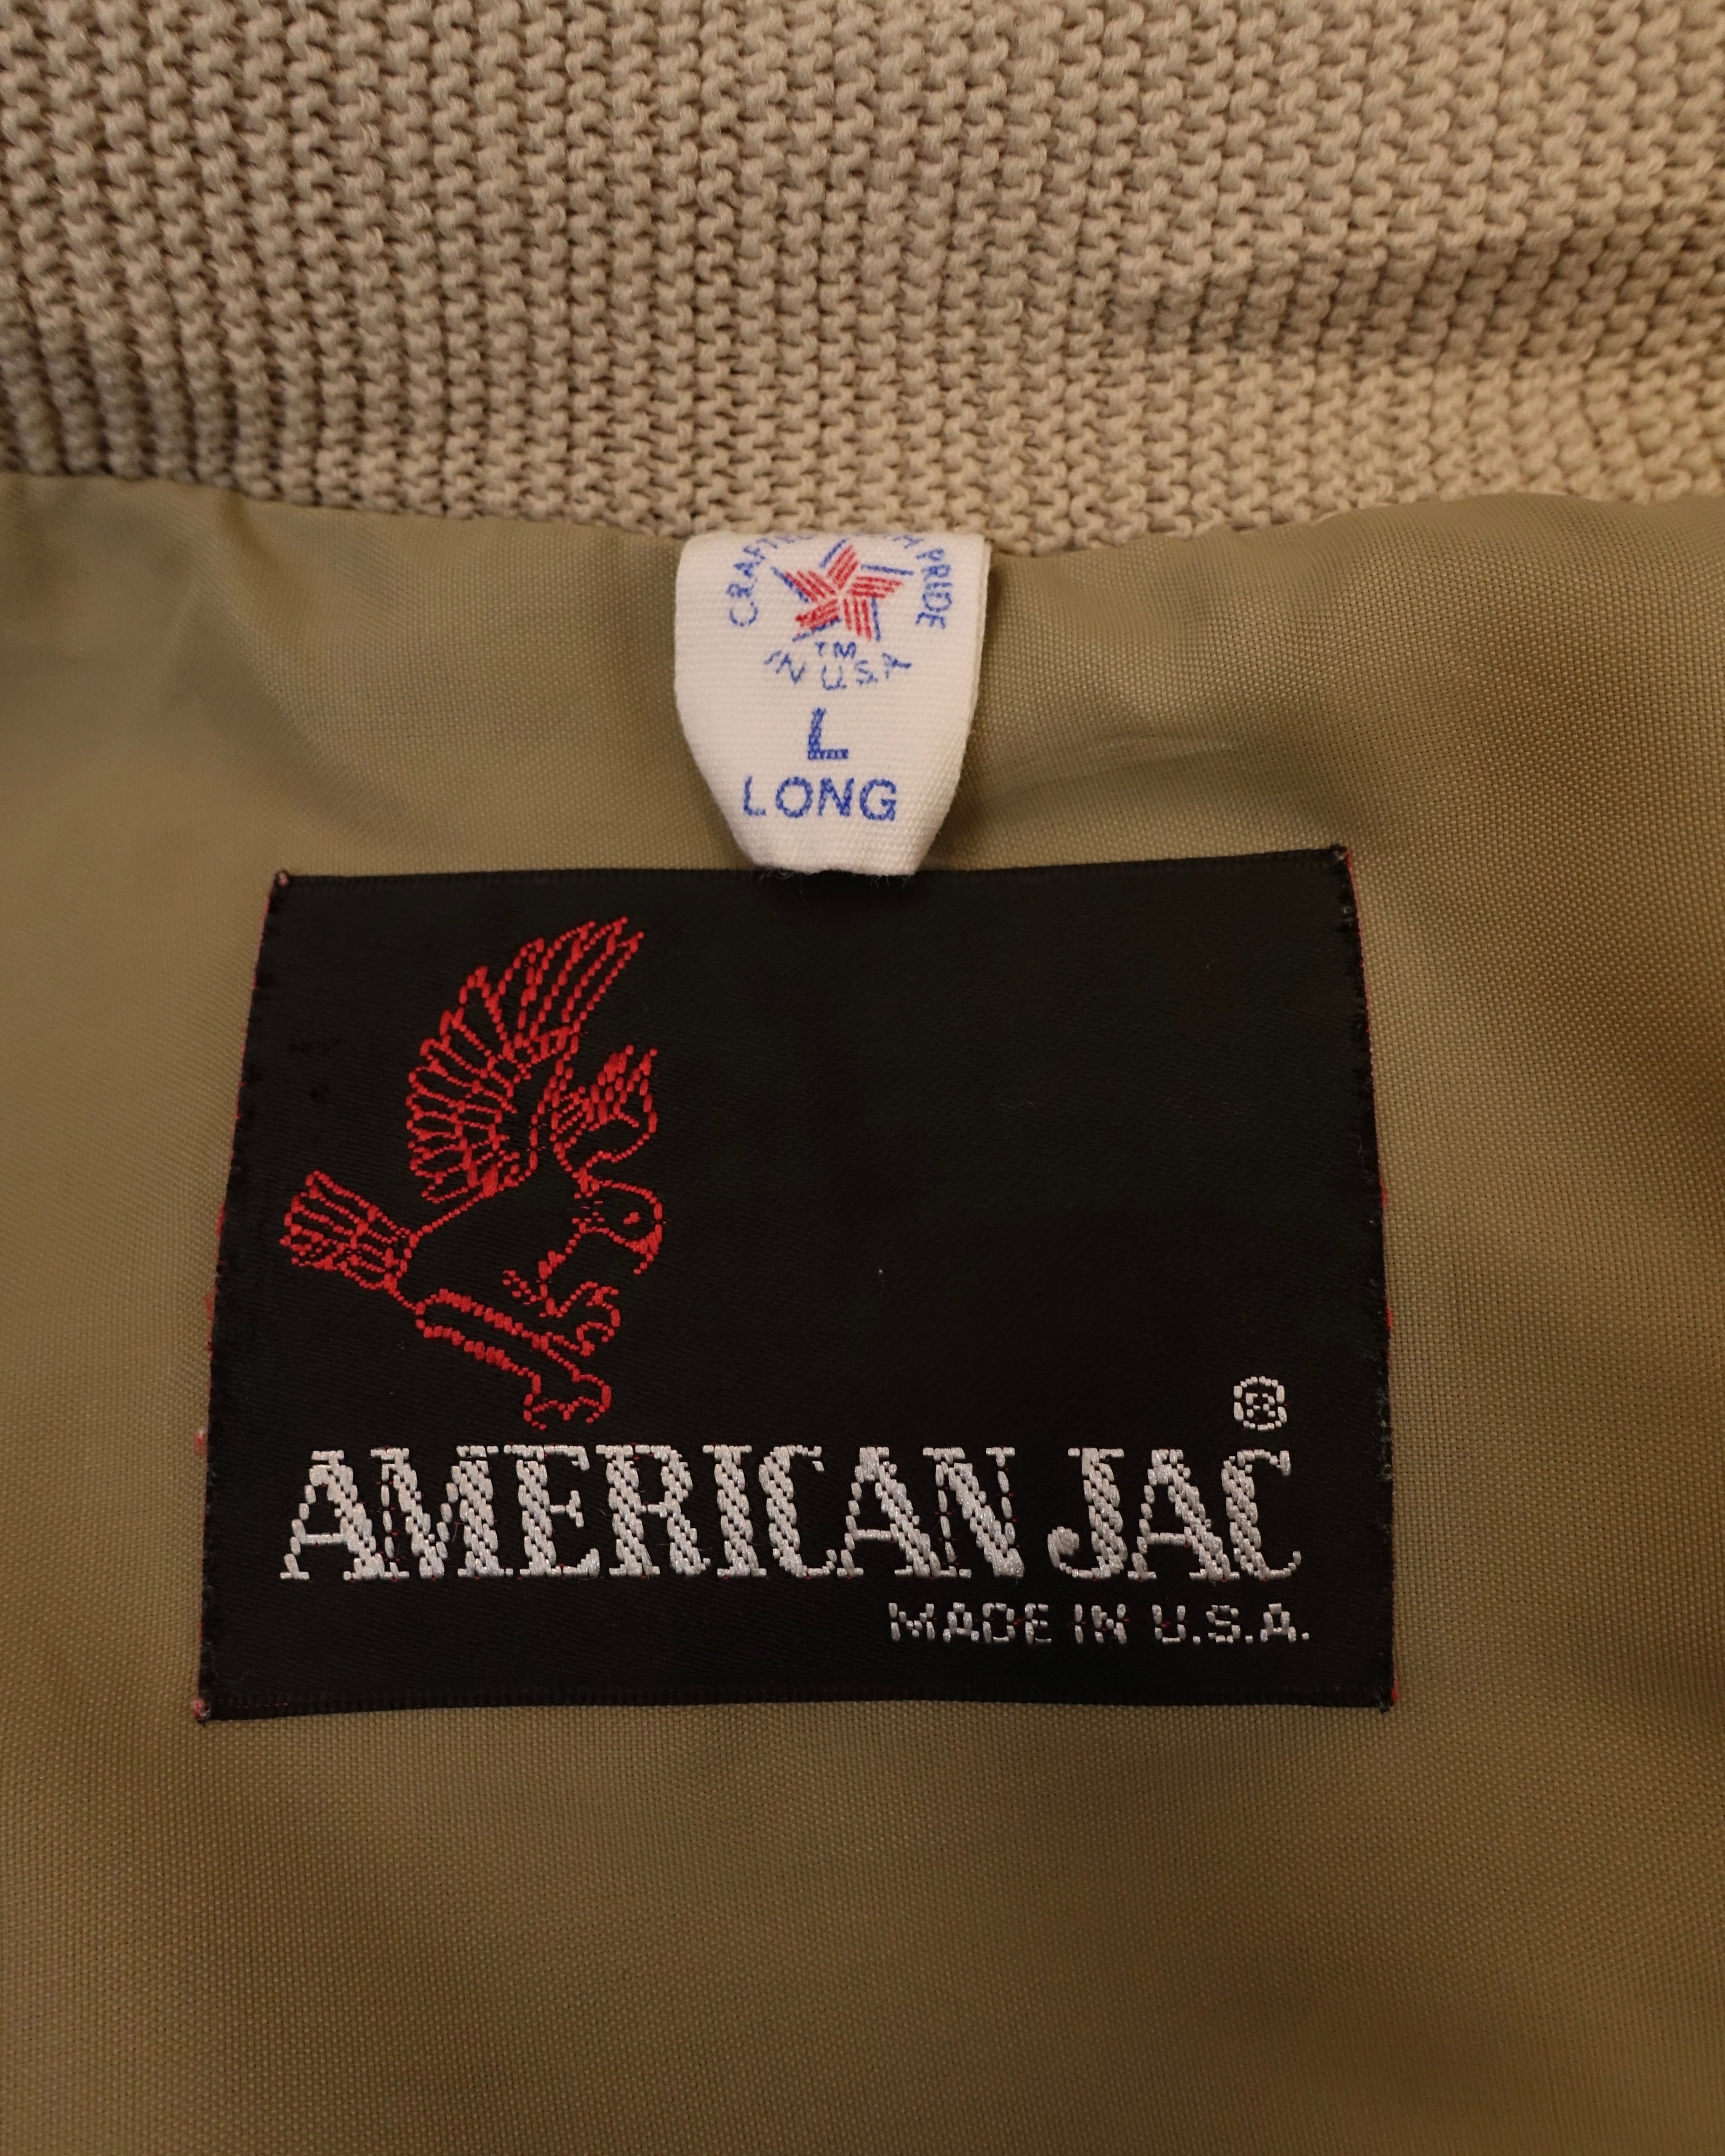 CRAFTED WITH PRIDE
TM
IN U.S.A
L
LONG
®
AMERICAN JAC
MADE IN U.S.A.